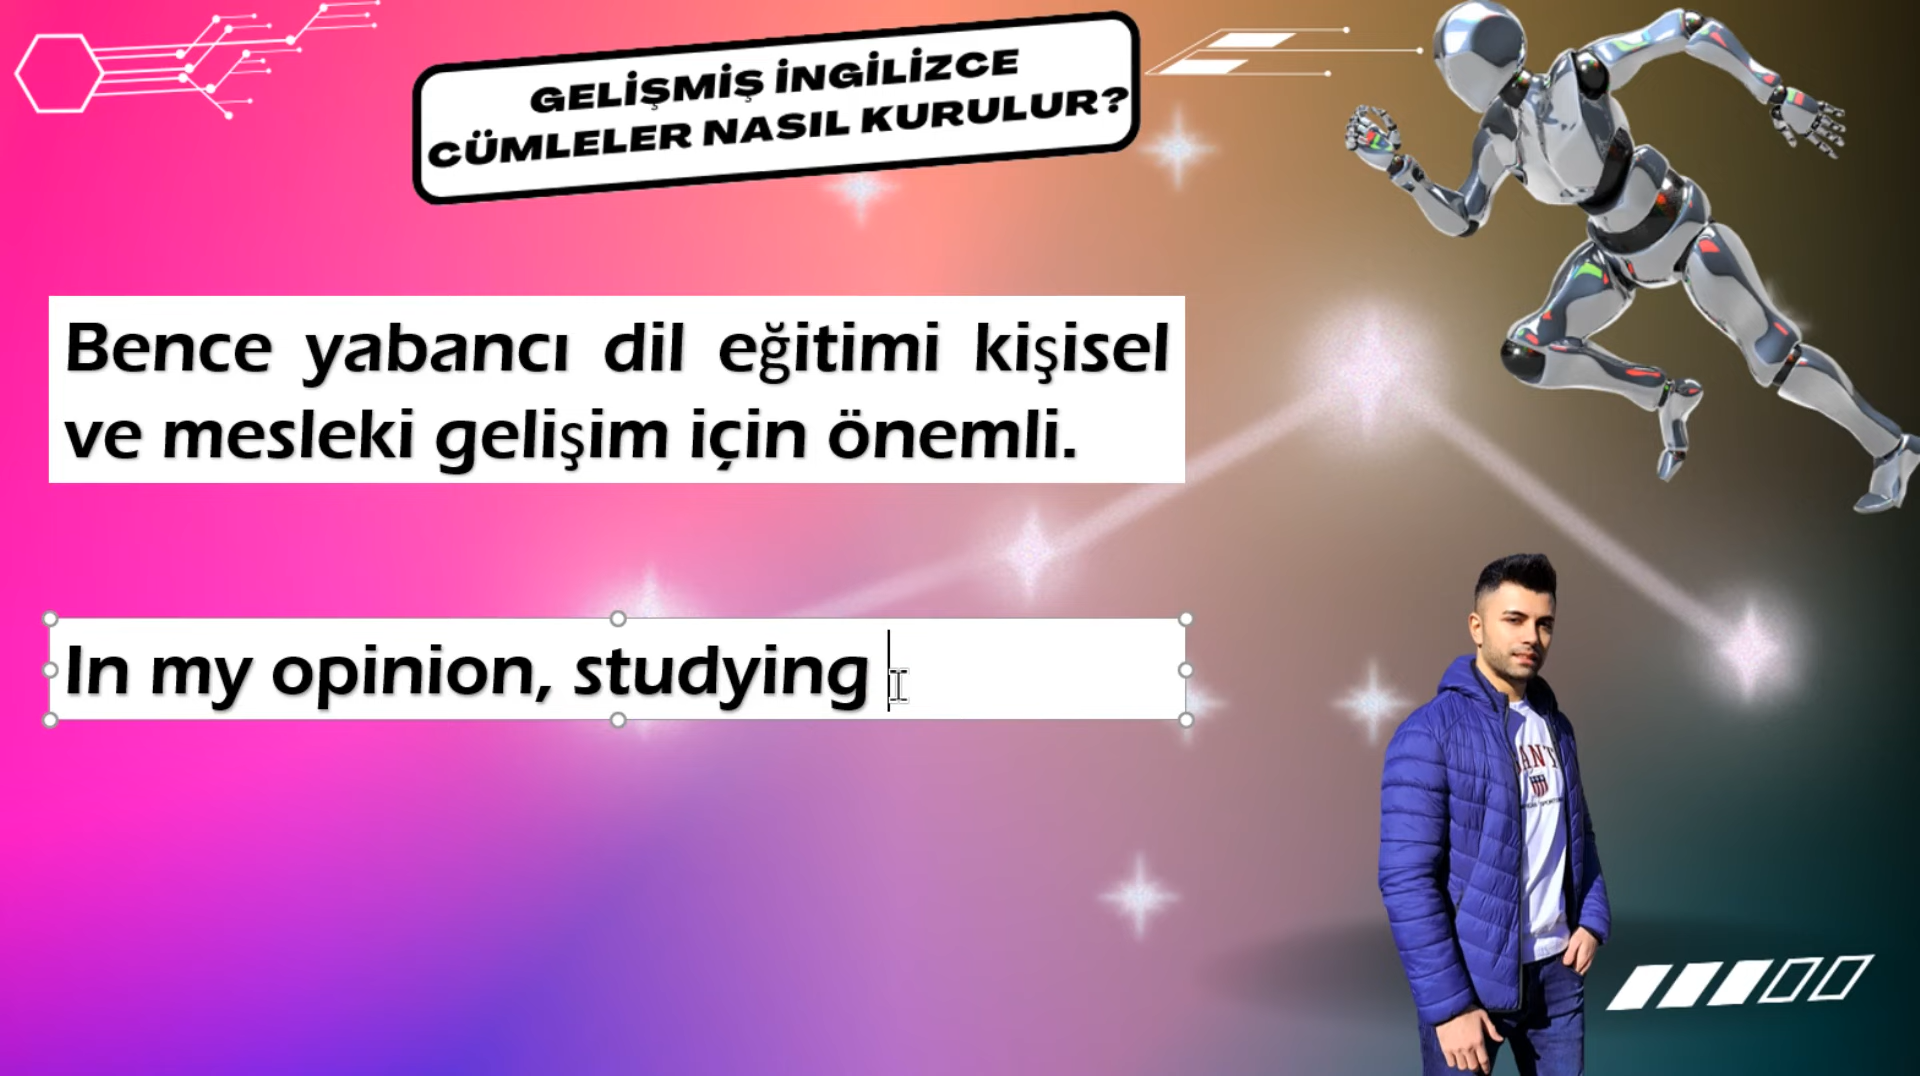 GELİŞMİŞ İNGİLİZCE
CÜMLELER NASIL KURULUR?
Bence yabancı dil eğitimi kişisel
ve mesleki gelişim için önemli.
In my opinion, studying